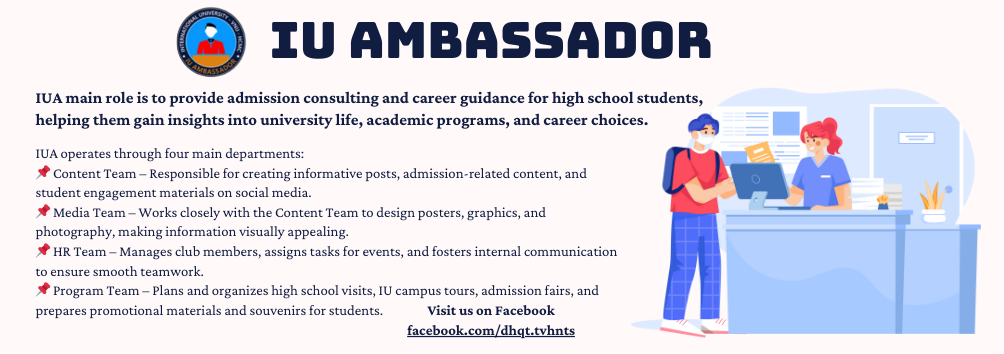 INTERNATIONAL UNIVERSITY - VNU - HCMC
IU AMBASSADOR
IU AMBASSADOR
IUA main role is to provide admission consulting and career guidance for high school students,
helping them gain insights into university life, academic programs, and career choices.
IUA operates through four main departments:
📌 Content Team – Responsible for creating informative posts, admission-related content, and
student engagement materials on social media.
📌 Media Team – Works closely with the Content Team to design posters, graphics, and
photography, making information visually appealing.
📌 HR Team – Manages club members, assigns tasks for events, and fosters internal communication
to ensure smooth teamwork.
📌 Program Team – Plans and organizes high school visits, IU campus tours, admission fairs, and
prepares promotional materials and souvenirs for students.
Visit us on Facebook
facebook.com/dhqt.tvhnts